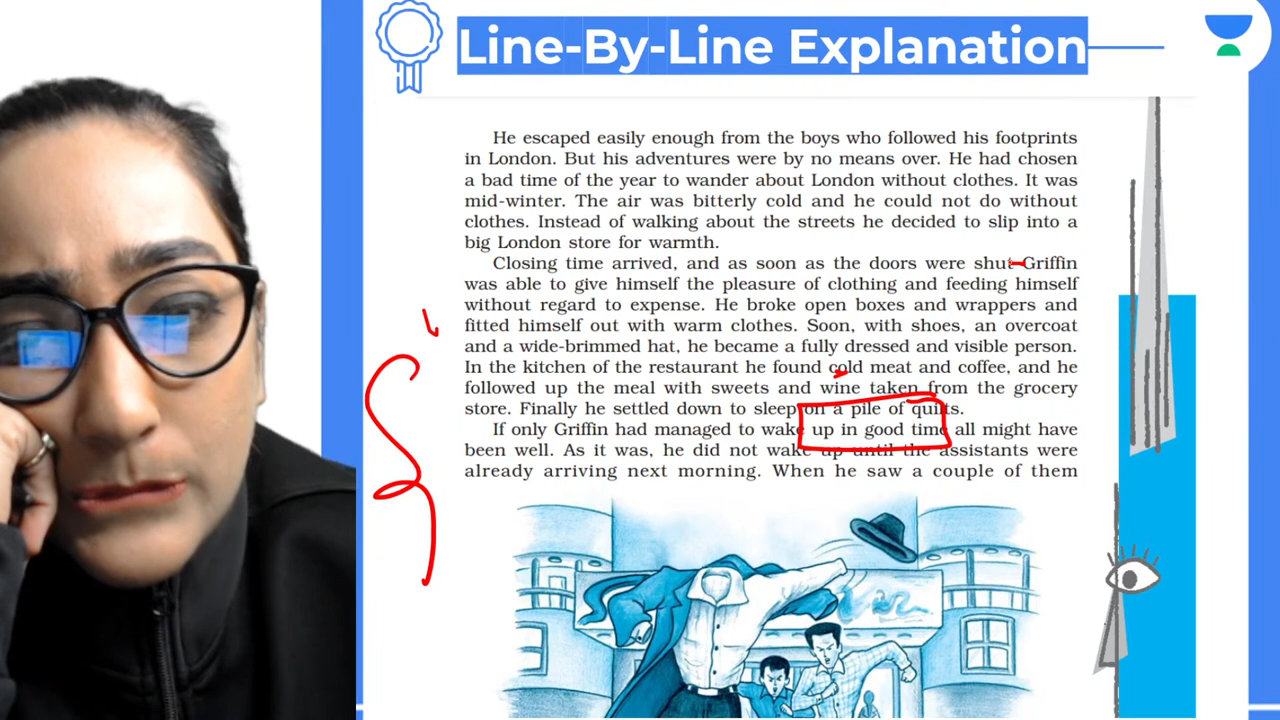 Line-By-Line Explanation
He escaped easily enough from the boys who followed his footprints
in London. But his adventures were by no means over. He had chosen
a bad time of the year to wander about London without clothes. It was
mid-winter. The air was bitterly cold and he could not do without
clothes. Instead of walking about the streets he decided to slip into a
big London store for warmth.
Closing time arrived, and as soon as the doors were shut Griffin
was able to give himself the pleasure of clothing and feeding himself
without regard to expense. He broke open boxes and wrappers and
fitted himself out with warm clothes. Soon, with shoes, an overcoat
and a wide-brimmed hat, he became a fully dressed and visible person.
In the kitchen of the restaurant he found cold meat and coffee, and he
followed up the meal with sweets and wine taken from the grocery
store. Finally he settled down to sleep on a pile of quilts.
If only Griffin had managed to wake up in good time all might have
been well. As it was, he did not wake up until the assistants were
already arriving next morning. When he saw a couple of them